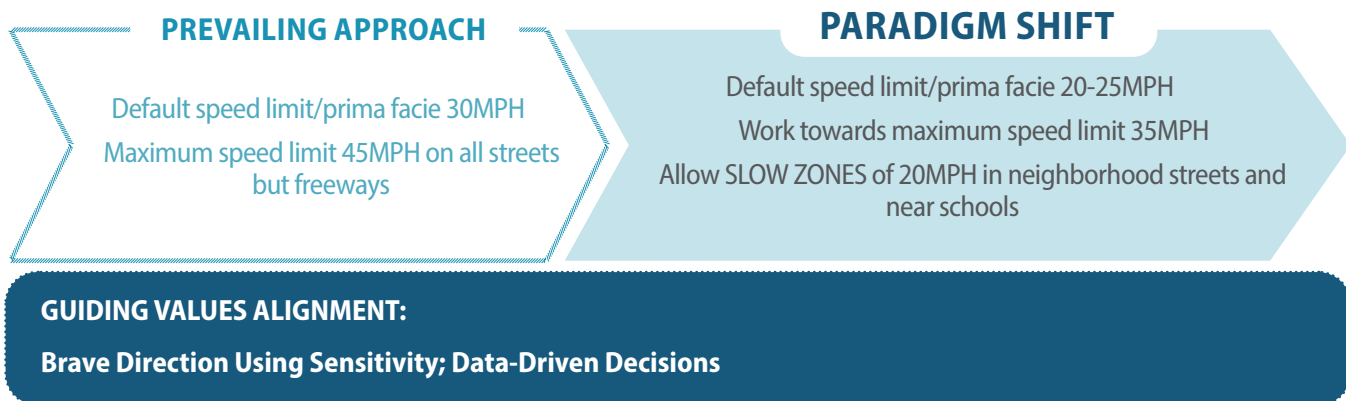 PREVAILING APPROACH
Default speed limit/prima facie 30MPH
Maximum speed limit 45MPH on all streets
but freeways
PARADIGM SHIFT
Default speed limit/prima facie 20-25MPH
Work towards maximum speed limit 35MPH
Allow SLOW ZONES of 20MPH in neighborhood streets and
near schools
GUIDING VALUES ALIGNMENT:
Brave Direction Using Sensitivity; Data-Driven Decisions